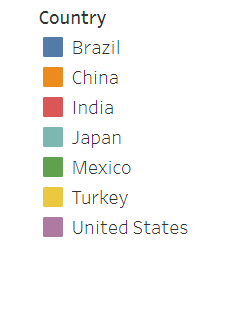 Country
Brazil
China
India
Japan
Mexico
Turkey
United States